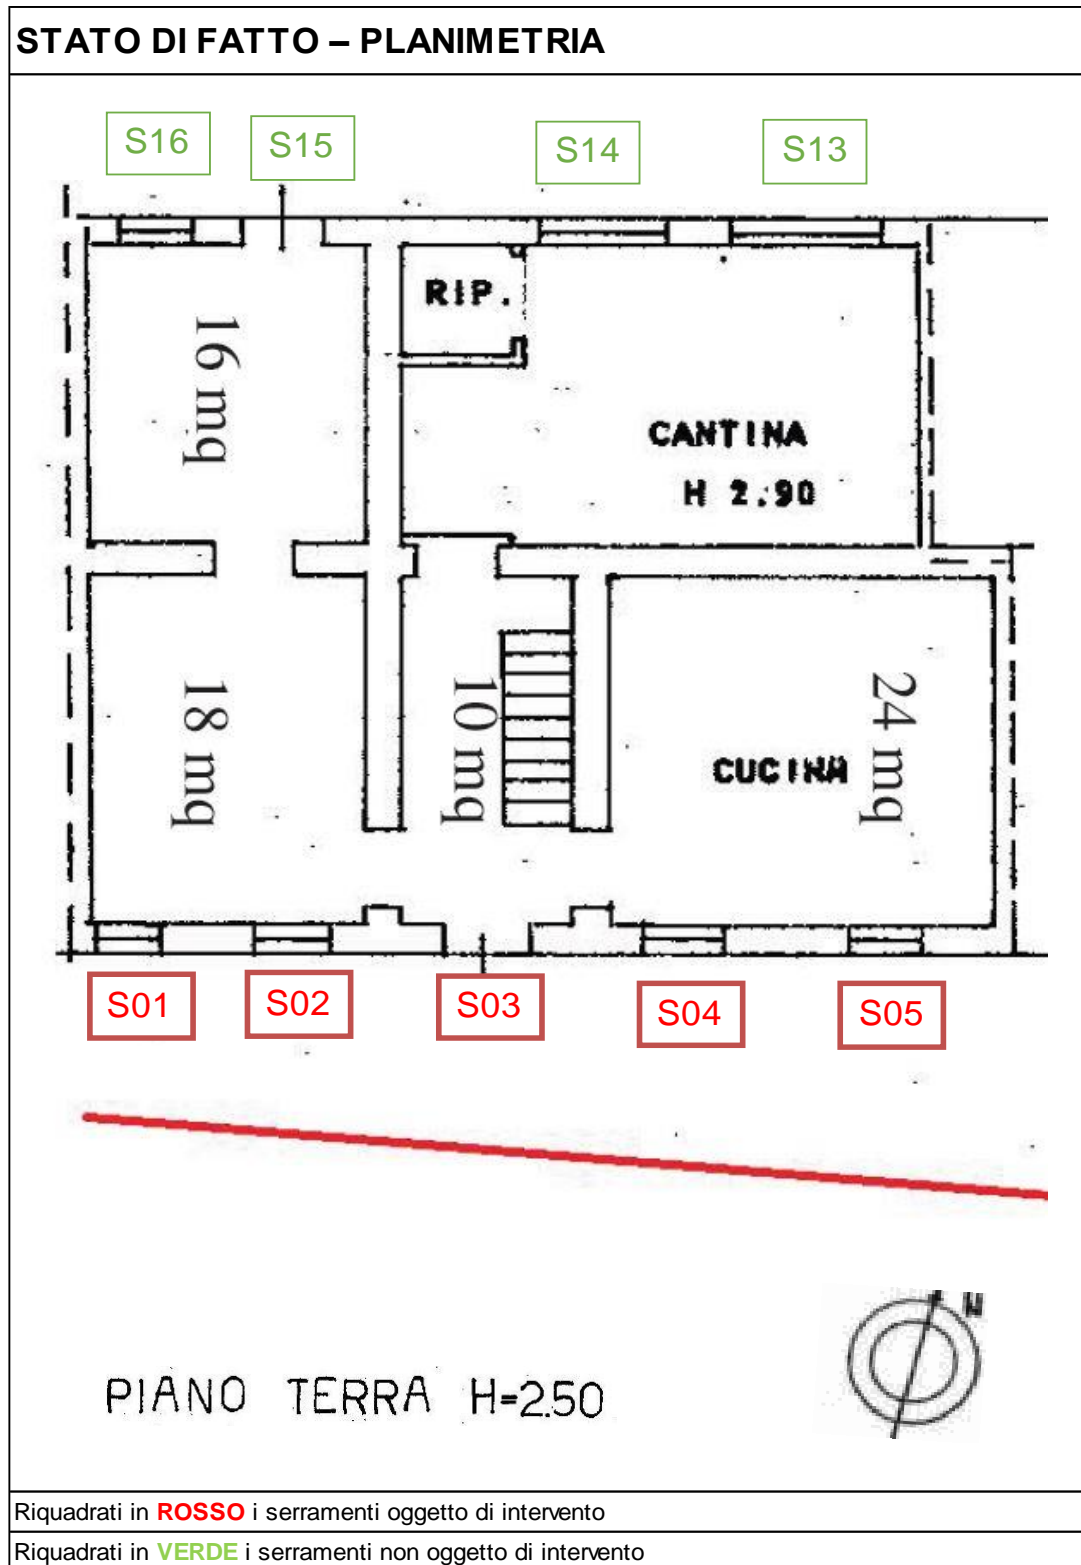 STATO DI FATTO – PLANIMETRIA
S16 S15 S14 S13
RIP.
16 mq
CANTINA
H 2.90
18 mq
10 mq
CUCINA
24 mq
S01 S02 S03 S04 S05
N
PIANO TERRA H=2.50
Riquadrati in ROSSO i serramenti oggetto di intervento
Riquadrati in VERDE i serramenti non oggetto di intervento